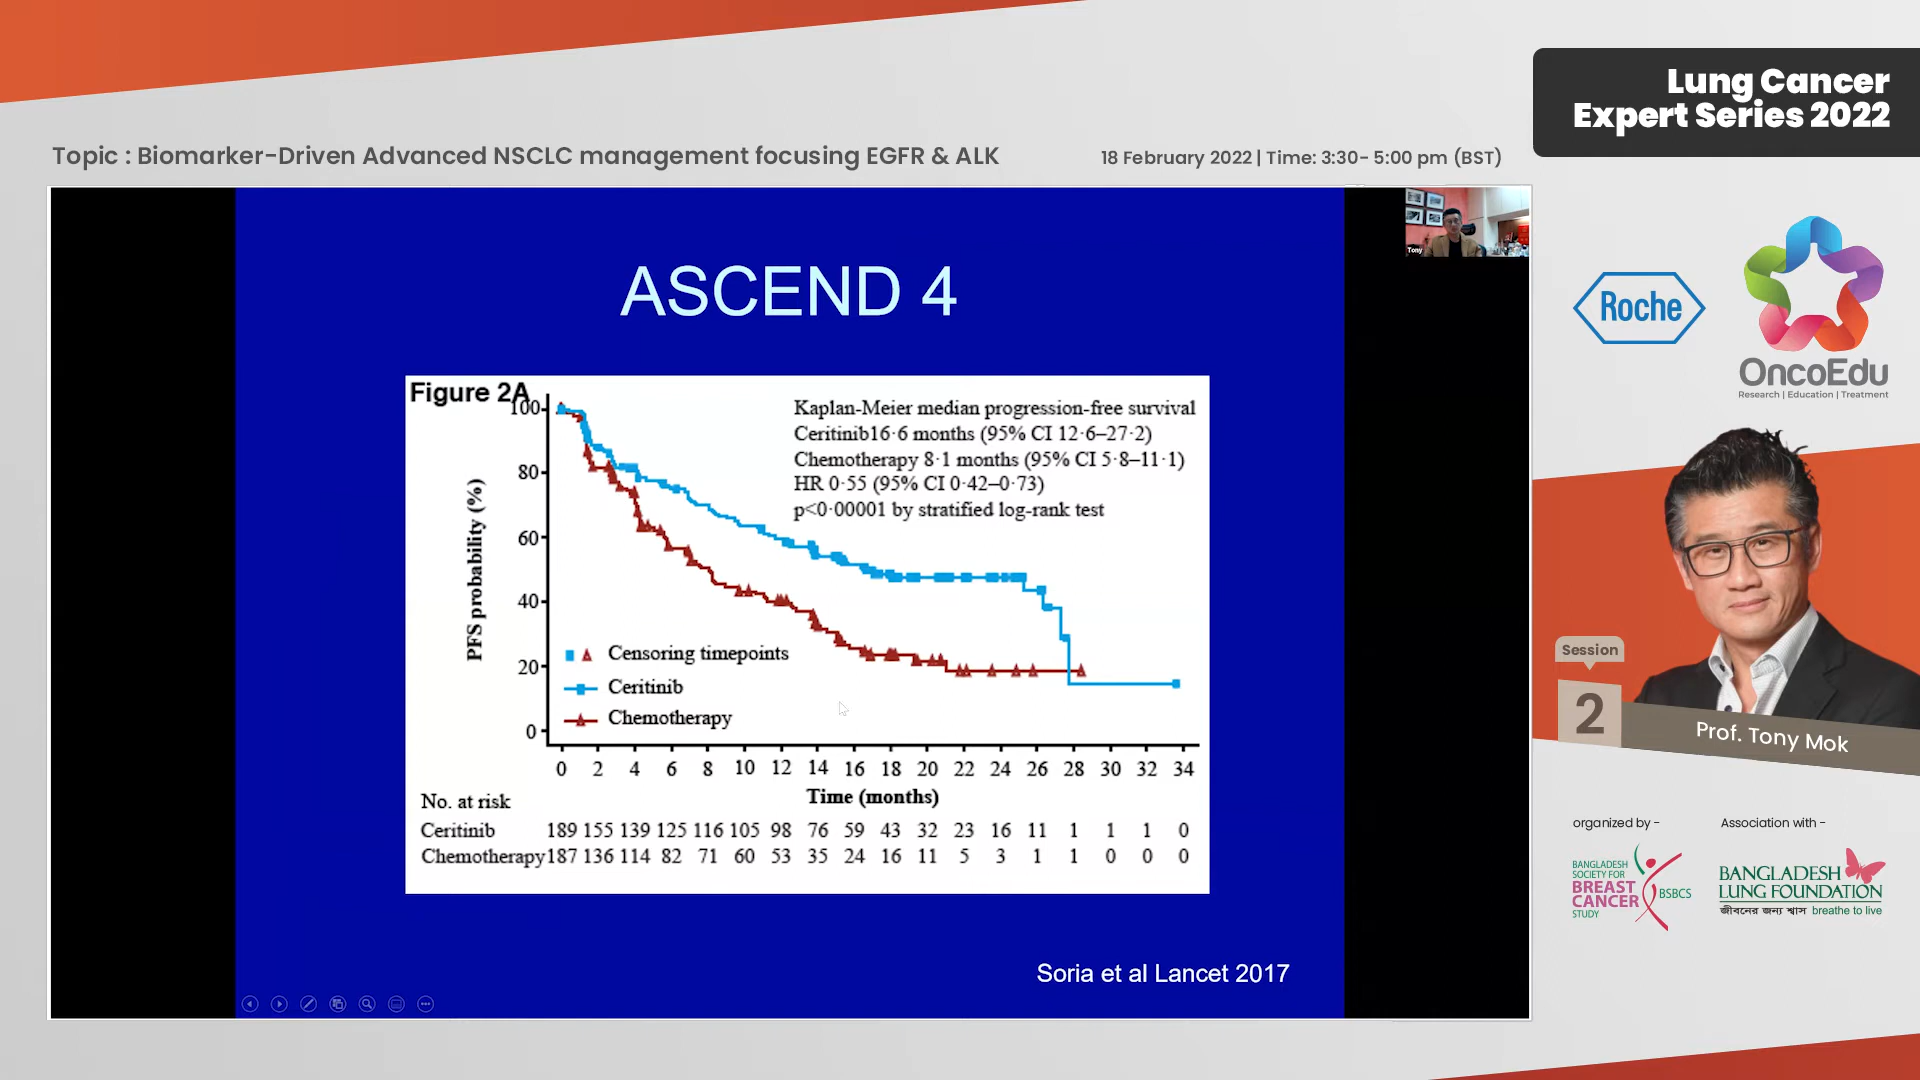 Lung Cancer
Expert Series 2022
Topic : Biomarker-Driven Advanced NSCLC management focusing EGFR & ALK
18 February 2022 | Time: 3:30- 5:00 pm (BST)
Tony
ASCEND 4
Figure 2A
Kaplan-Meier median progression-free survival
Ceritinib16·6 months (95% CI 12·6–27·2)
Chemotherapy 8·1 months (95% CI 5·8–11·1)
HR 0·55 (95% CI 0·42–0·73)
p<0·00001 by stratified log-rank test
PFS probability (%)
100
80
60
40
20
0
Censoring timepoints
Ceritinib
Chemotherapy
0 2 4 6 8 10 12 14 16 18 20 22 24 26 28 30 32 34
Time (months)
No. at risk
Ceritinib 189 155 139 125 116 105 98 76 59 43 32 23 16 11 1 1 1 0
Chemotherapy 187 136 114 82 71 60 53 35 24 16 11 5 3 1 1 0 0 0
Soria et al Lancet 2017
Roche
OncoEdu
Research | Education | Treatment
Session
2
Prof. Tony Mok
organized by -
Association with -
BANGLADESH
SOCIETY FOR
BREAST
CANCER
STUDY
BSBCS
BANGLADESH
LUNG FOUNDATION
জীবনের জন্য শ্বাস breathe to live